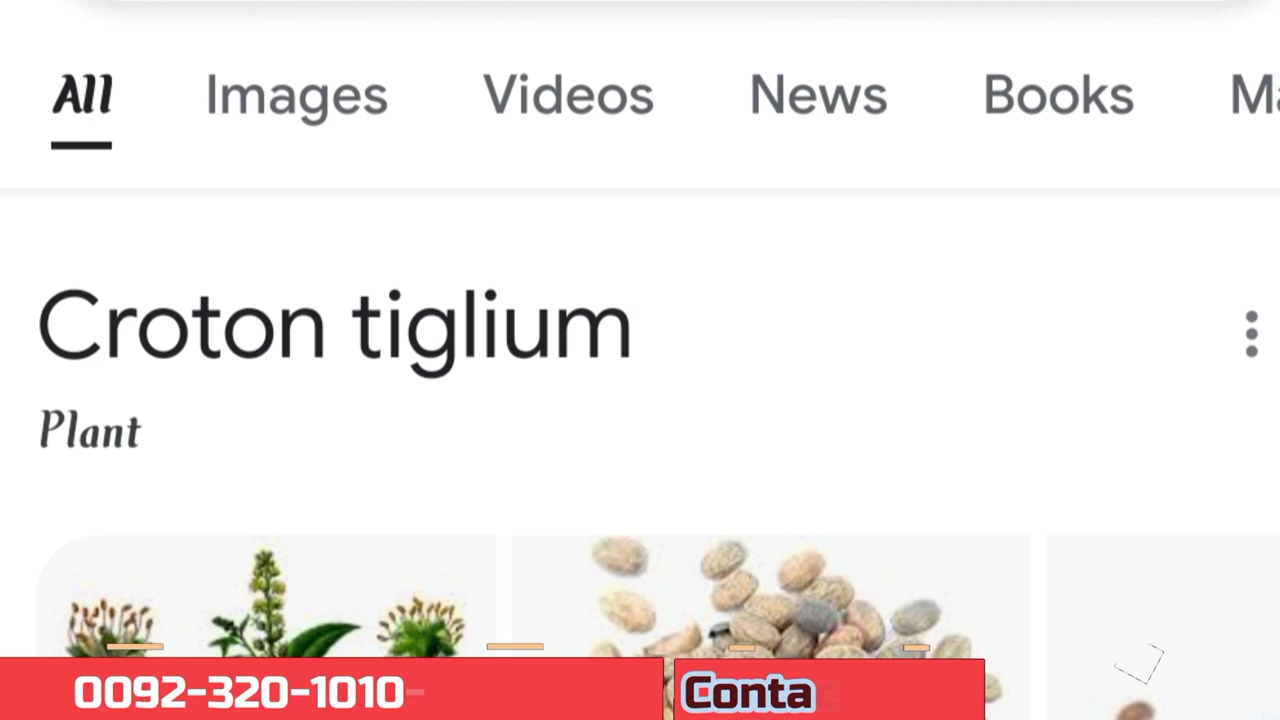 All Images Videos News Books
Croton tiglium
Plant
0092-320-1010-
Conta